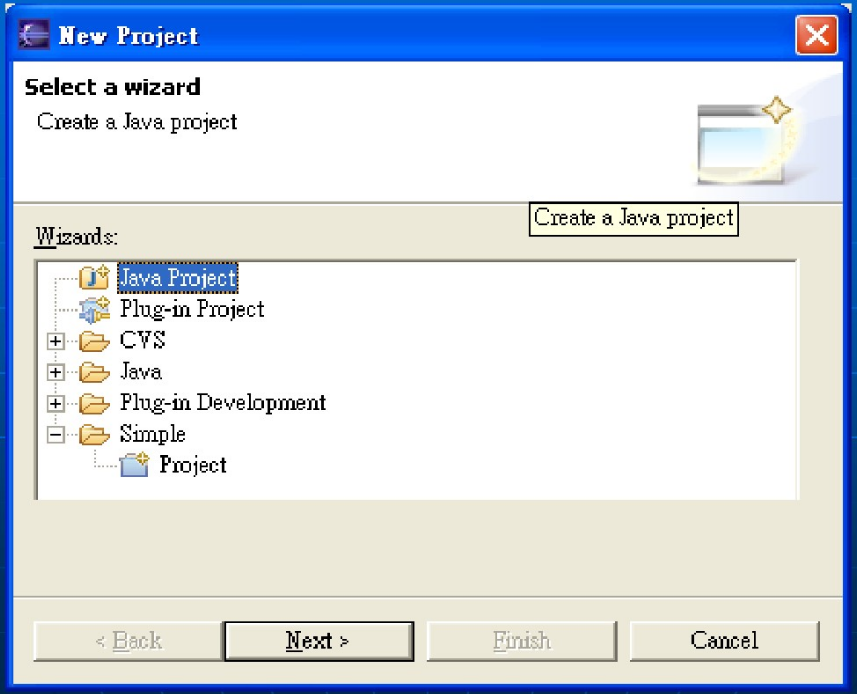 New Project
Select a wizard
Create a Java project
Create a Java project
Wizards:
Java Project
Plug-in Project
CVS
Java
Plug-in Development
Simple
Project
< Back Next > Finish Cancel